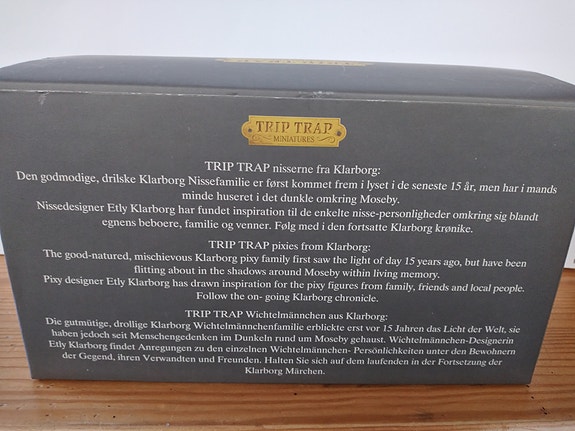 TRIP TRAP
MINIATURES
TRIP TRAP nisserne fra Klarborg:
Den godmodige, drilske Klarborg Nissefamilie er først kommet frem i lyset i de seneste 15 år, men har i mands
minde huseret i det dunkle omkring Moseby.
Nissedesigner Etly Klarborg har fundet inspiration til de enkelte nisse-personligheder omkring sig blandt
egnens beboere, familie og venner. Følg med i den fortsatte Klarborg krønike.
TRIP TRAP pixies from Klarborg:
The good-natured, mischievous Klarborg pixy family first saw the light of day 15 years ago, but have been
flitting about in the shadows around Moseby within living memory.
Pixy designer Etly Klarborg has drawn inspiration for the pixy figures from family, friends and local people.
Follow the on- going Klarborg chronicle.
TRIP TRAP Wichtelmännchen aus Klarborg:
Die gutmütige, drollige Klarborg Wichtelmännchenfamilie erblickte erst vor 15 Jahren das Licht der Welt, sie
haben jedoch seit Menschengedenken im Dunkeln rund um Moseby gehaust. Wichtelmännchen-Designerin
Etly Klarborg findet Anregungen zu den einzelnen Wichtelmännchen- Persönlichkeiten unter den Bewohnern
der Gegend, ihren Verwandten und Freunden. Halten Sie sich auf dem laufenden in der Fortsetzung der
Klarborg Märchen.